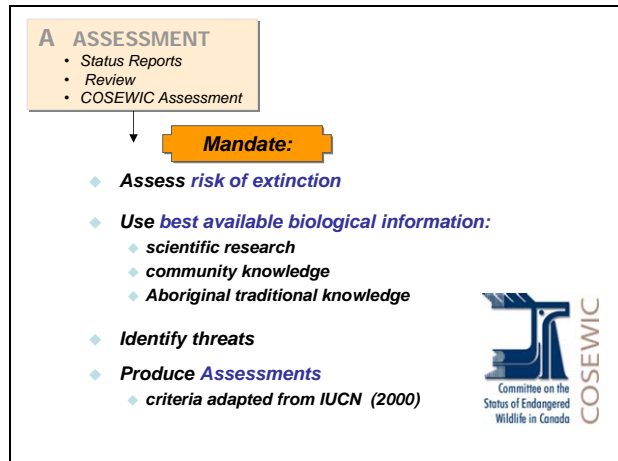 A ASSESSMENT
• Status Reports
• Review
• COSEWIC Assessment
Mandate:
Assess risk of extinction
Use best available biological information:
scientific research
community knowledge
Aboriginal traditional knowledge
Identify threats
Produce Assessments
criteria adapted from IUCN (2000)
Committee on the
Status of Endangered
Wildlife in Canada
COSEWIC